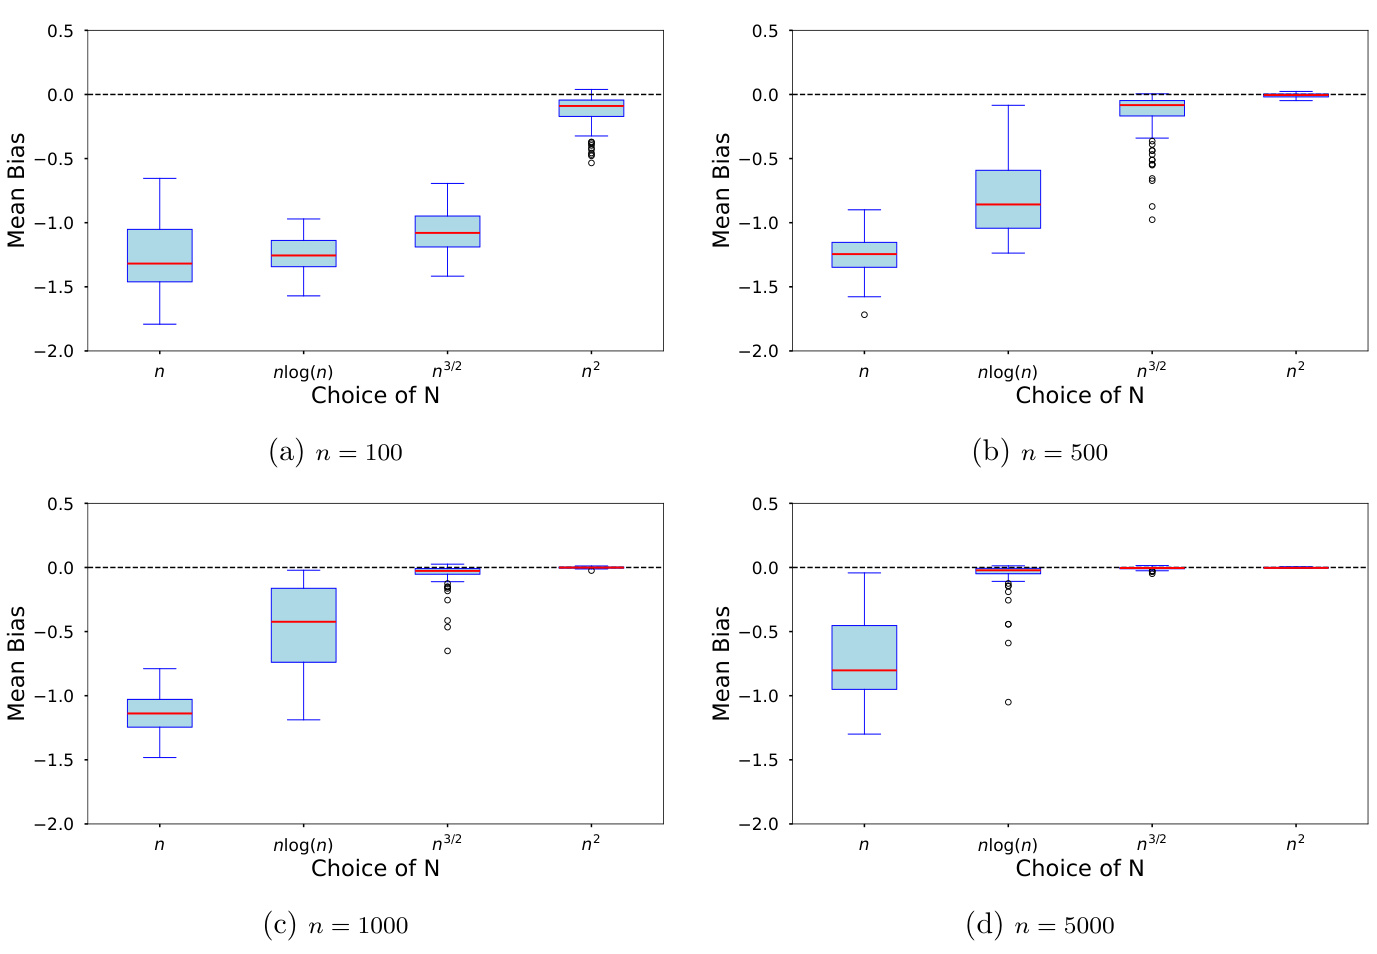 0.5
0.0
−0.5
−1.0
−1.5
−2.0
Mean Bias
n
nlog(n)
n^{3/2}
n^2
Choice of N
(a) n = 100
0.5
0.0
−0.5
−1.0
−1.5
−2.0
Mean Bias
n
nlog(n)
n^{3/2}
n^2
Choice of N
(b) n = 500
0.5
0.0
−0.5
−1.0
−1.5
−2.0
Mean Bias
n
nlog(n)
n^{3/2}
n^2
Choice of N
(c) n = 1000
0.5
0.0
−0.5
−1.0
−1.5
−2.0
Mean Bias
n
nlog(n)
n^{3/2}
n^2
Choice of N
(d) n = 5000